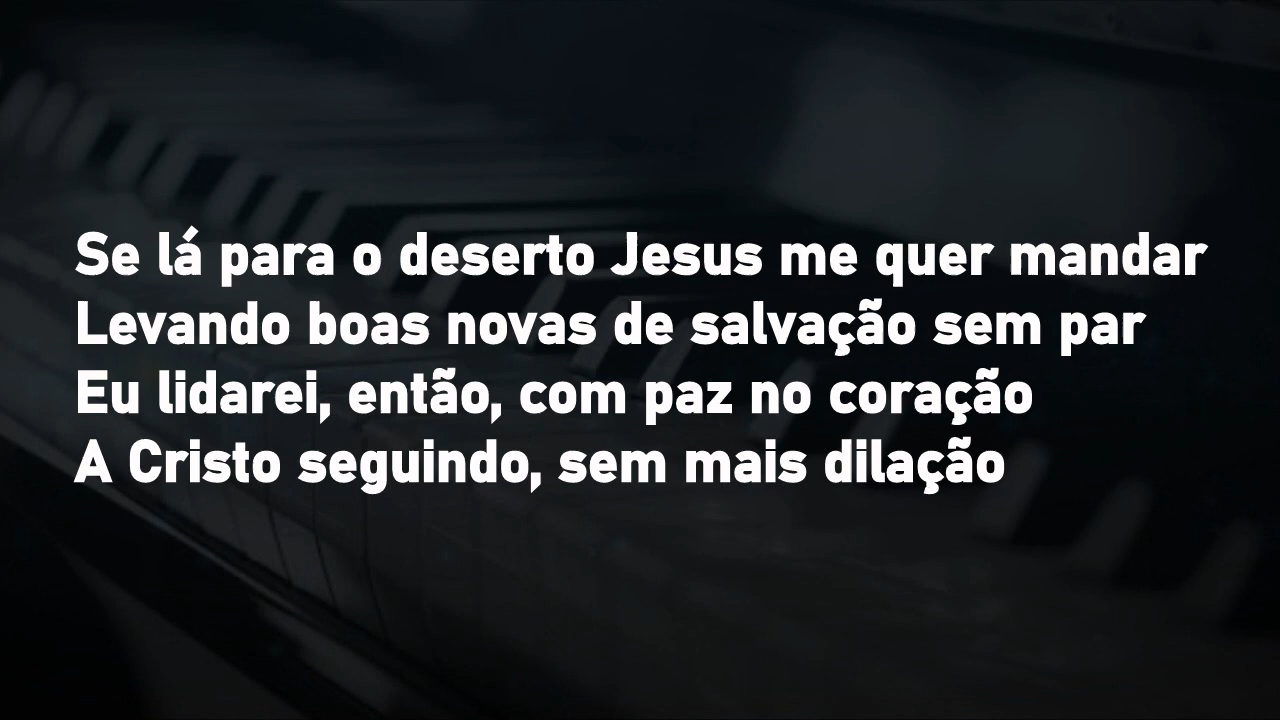 Se lá para o deserto Jesus me quer mandar
Levando boas novas de salvação sem par
Eu lidarei, então, com paz no coração
A Cristo seguindo, sem mais dilação